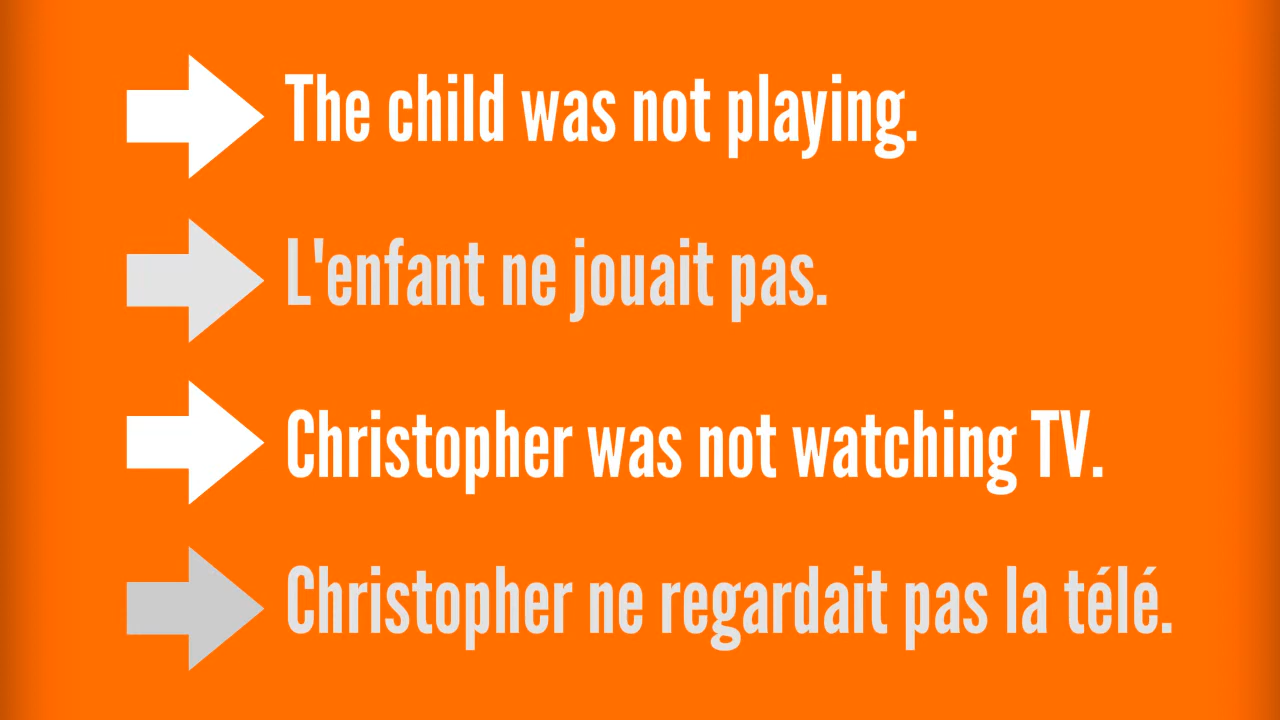 The child was not playing.
L'enfant ne jouait pas.
Christopher was not watching TV.
Christopher ne regardait pas la télé.